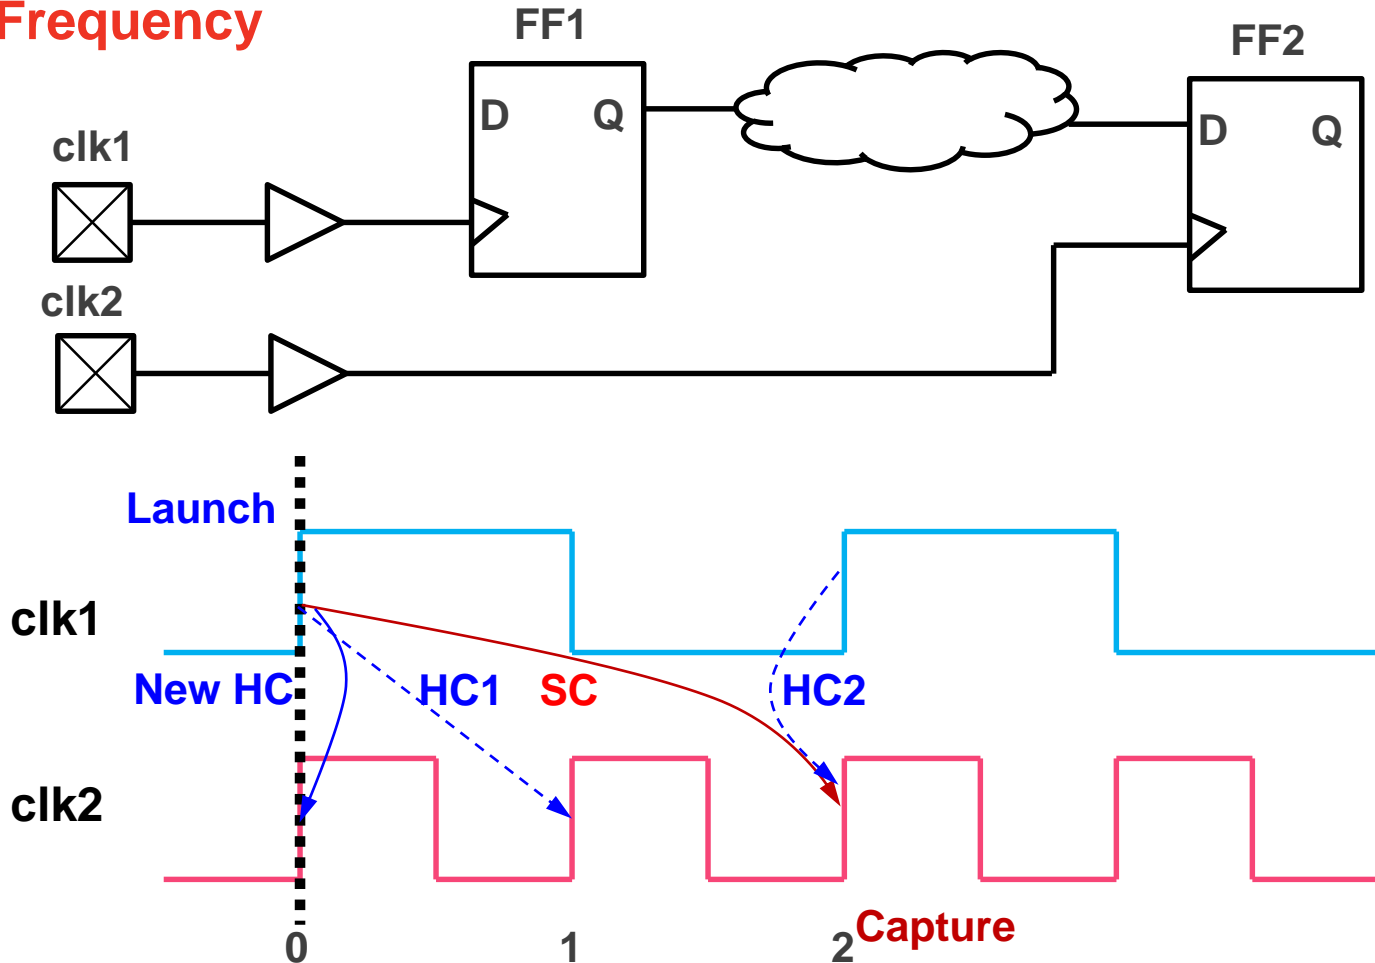 Frequency
FF1
FF2
D Q
D Q
clk1
clk2
Launch
clk1
New HC
HC1
SC
HC2
clk2
Capture
0 1 2